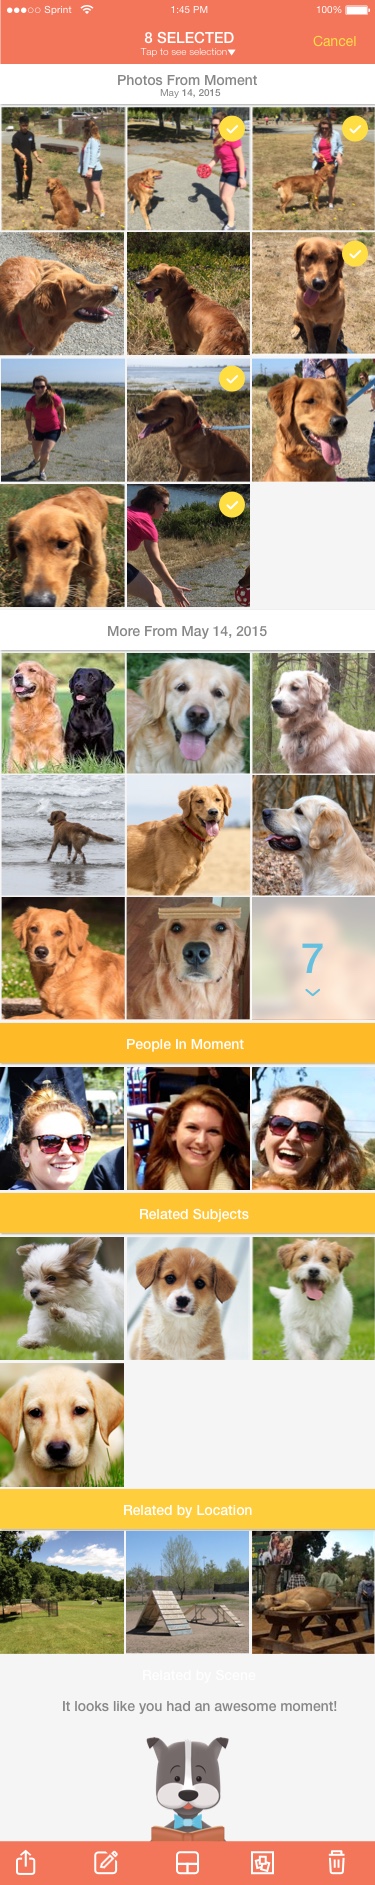 Sprint 1:45 PM 100%
8 SELECTED
Tap to see selection▼
Cancel
Photos From Moment
May 14, 2015
More From May 14, 2015
7
People In Moment
Related Subjects
Related by Location
Related by Scene
It looks like you had an awesome moment!